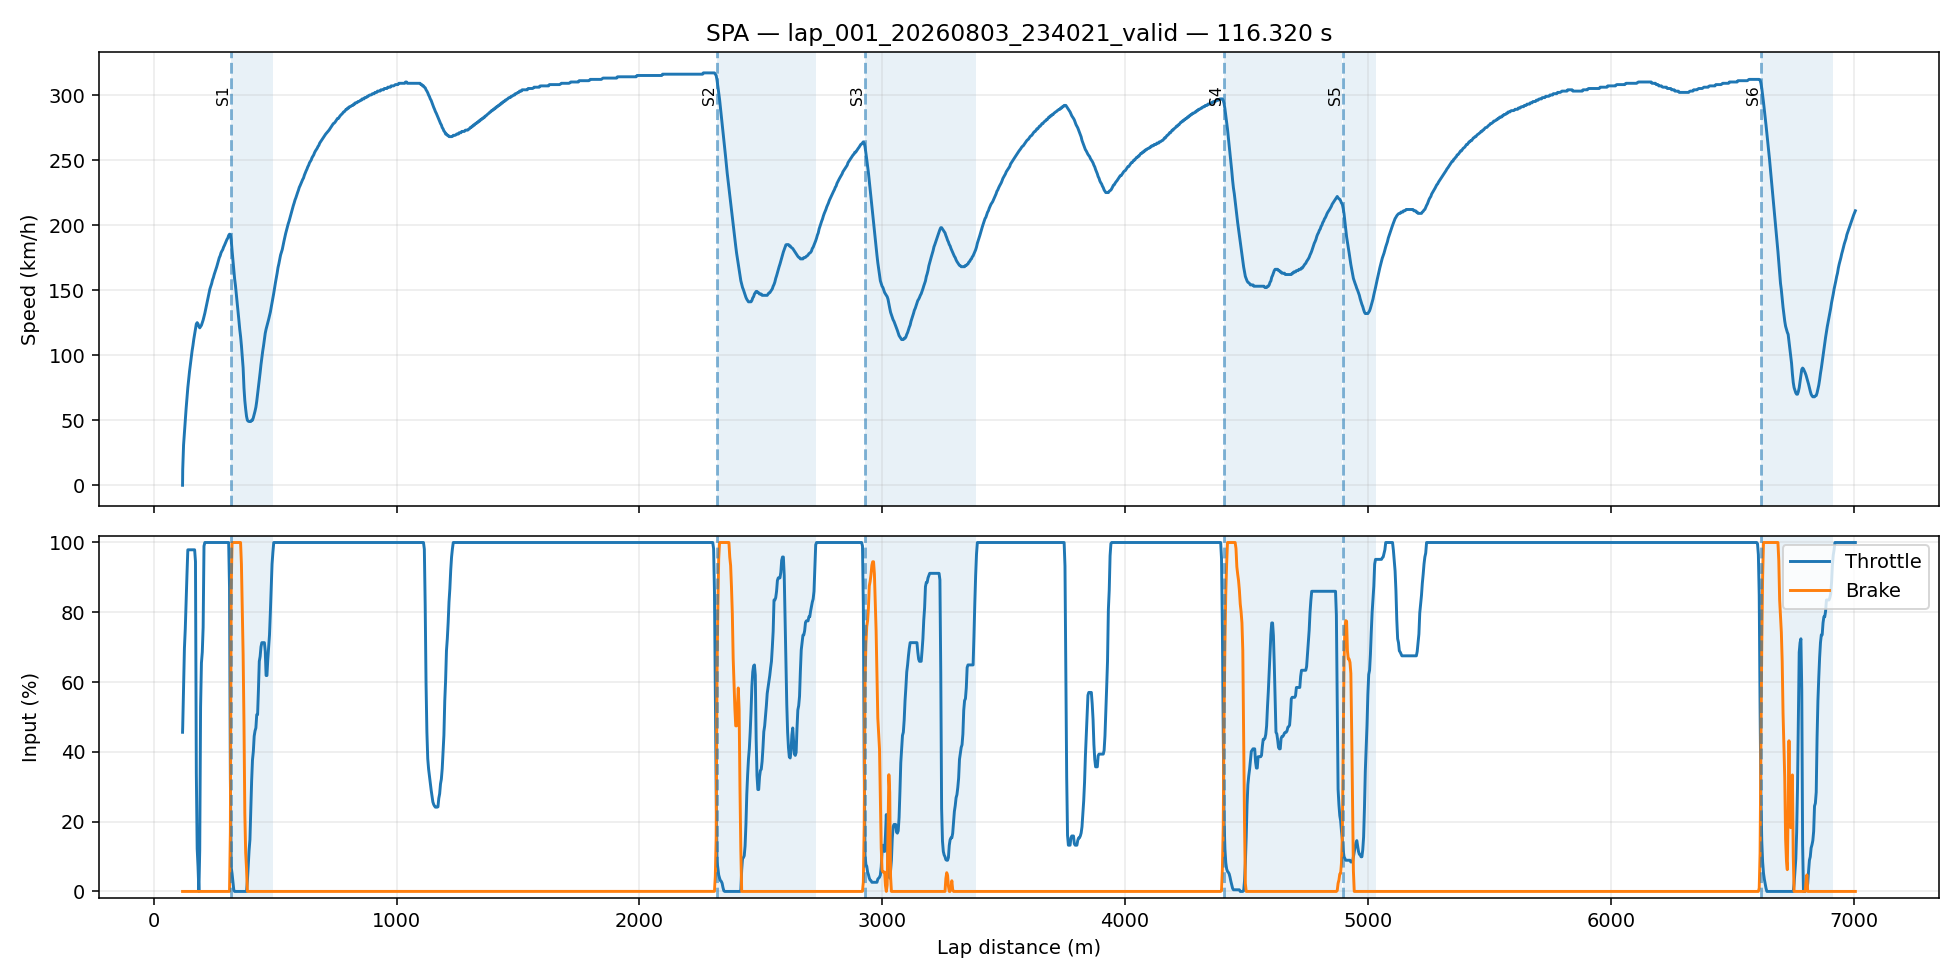 SPA — lap_001_20260803_234021_valid — 116.320 s
Speed (km/h)
300
250
200
150
100
50
0
S1
S2
S3
S4
S5
S6
Input (%)
100
80
60
40
20
0
Throttle
Brake
0
1000
2000
3000
4000
5000
6000
7000
Lap distance (m)